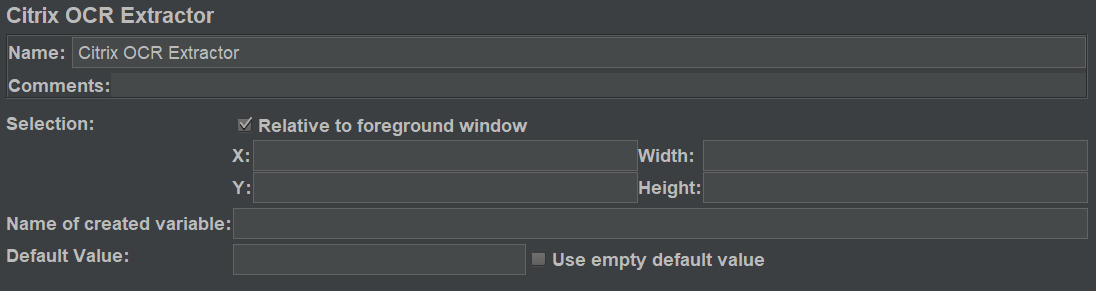 Citrix OCR Extractor
Name: Citrix OCR Extractor
Comments:
Selection: Relative to foreground window
X: Width:
Y: Height:
Name of created variable:
Default Value: Use empty default value